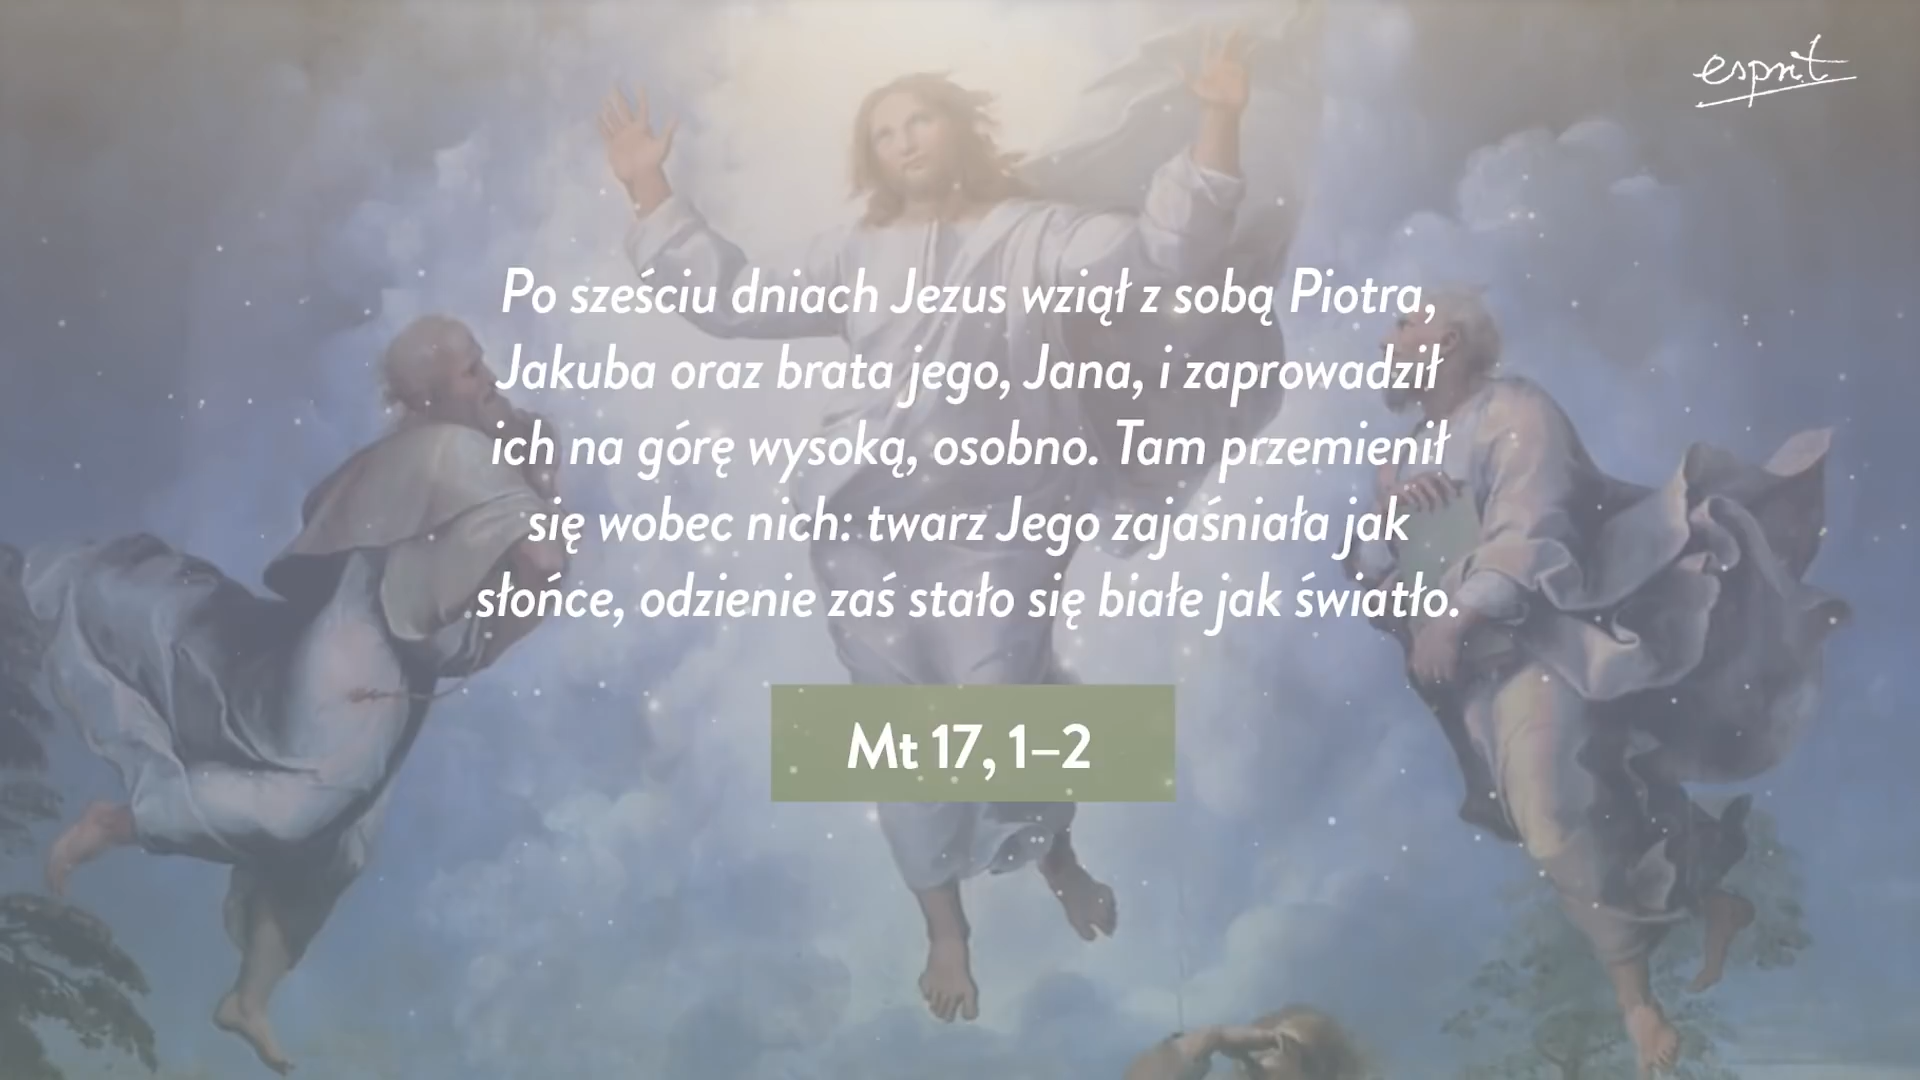 esprit
Po sześciu dniach Jezus wziął z sobą Piotra,
Jakuba oraz brata jego, Jana, i zaprowadził
ich na górę wysoką, osobno. Tam przemienił
się wobec nich: twarz Jego zajaśniała jak
słońce, odzienie zaś stało się białe jak światło.
Mt 17, 1–2